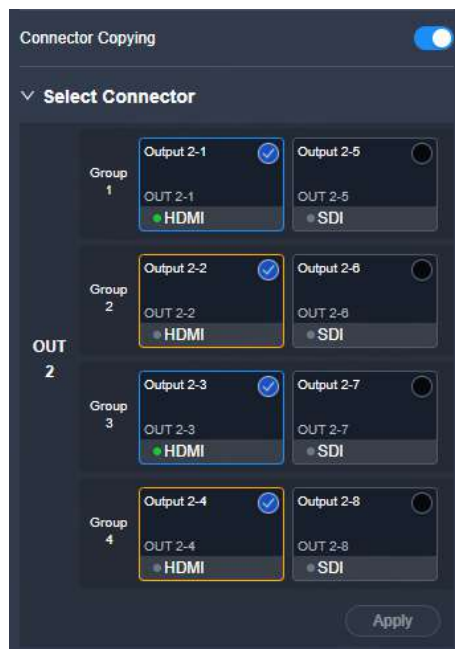 Connector Copying
Select Connector
OUT
2
Group
1
Output 2-1
OUT 2-1
HDMI
Output 2-5
OUT 2-5
SDI
Group
2
Output 2-2
OUT 2-2
HDMI
Output 2-6
OUT 2-6
SDI
Group
3
Output 2-3
OUT 2-3
HDMI
Output 2-7
OUT 2-7
SDI
Group
4
Output 2-4
OUT 2-4
HDMI
Output 2-8
OUT 2-8
SDI
Apply